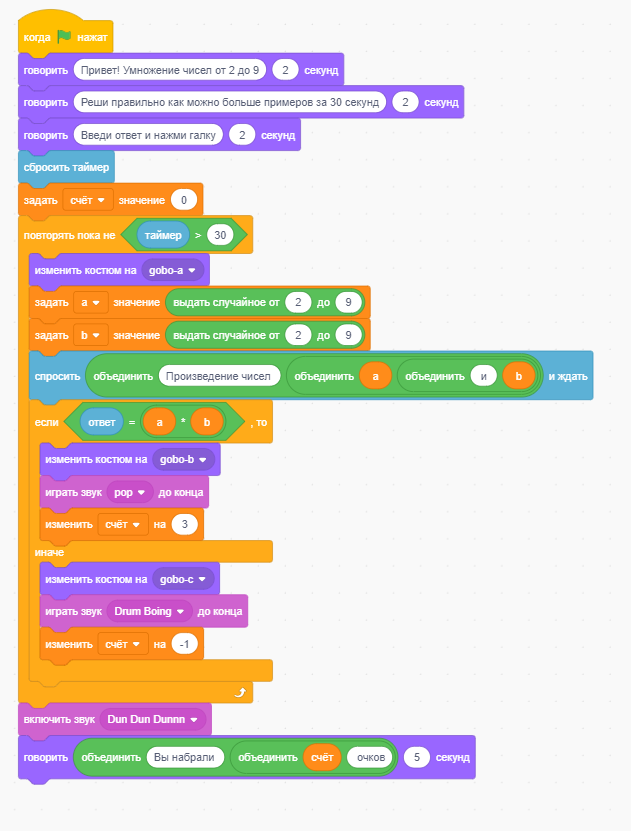 когда нажат
говорить Привет! Умножение чисел от 2 до 9 2 секунд
говорить Реши правильно как можно больше примеров за 30 секунд 2 секунд
говорить Введи ответ и нажми галку 2 секунд
сбросить таймер
задать счёт значение 0
повторять пока не таймер > 30
изменить костюм на gobo-a
задать a значение выдать случайное от 2 до 9
задать b значение выдать случайное от 2 до 9
спросить объединить Произведение чисел объединить a объединить и b и ждать
если ответ = a * b , то
изменить костюм на gobo-b
играть звук pop до конца
изменить счёт на 3
иначе
изменить костюм на gobo-c
играть звук Drum Boing до конца
изменить счёт на -1
включить звук Dun Dun Dunnn
говорить объединить Вы набрали объединить счёт очков 5 секунд